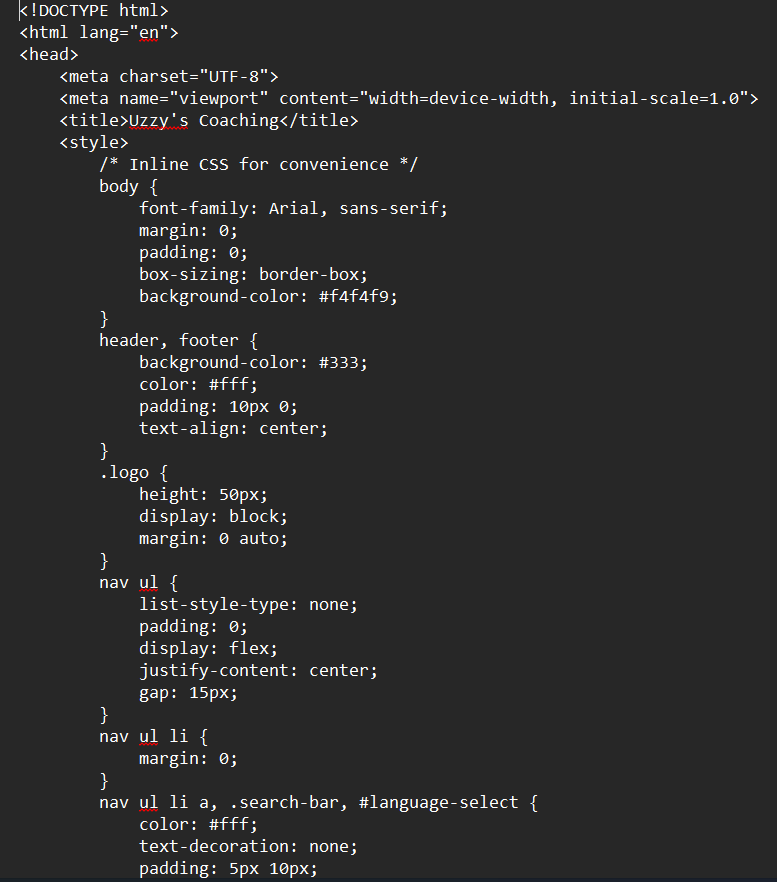 <!DOCTYPE html>
<html lang="en">
<head>
    <meta charset="UTF-8">
    <meta name="viewport" content="width=device-width, initial-scale=1.0">
    <title>Uzzy's Coaching</title>
    <style>
        /* Inline CSS for convenience */
        body {
            font-family: Arial, sans-serif;
            margin: 0;
            padding: 0;
            box-sizing: border-box;
            background-color: #f4f4f9;
        }
        header, footer {
            background-color: #333;
            color: #fff;
            padding: 10px 0;
            text-align: center;
        }
        .logo {
            height: 50px;
            display: block;
            margin: 0 auto;
        }
        nav ul {
            list-style-type: none;
            padding: 0;
            display: flex;
            justify-content: center;
            gap: 15px;
        }
        nav ul li {
            margin: 0;
        }
        nav ul li a, .search-bar, #language-select {
            color: #fff;
            text-decoration: none;
            padding: 5px 10px;